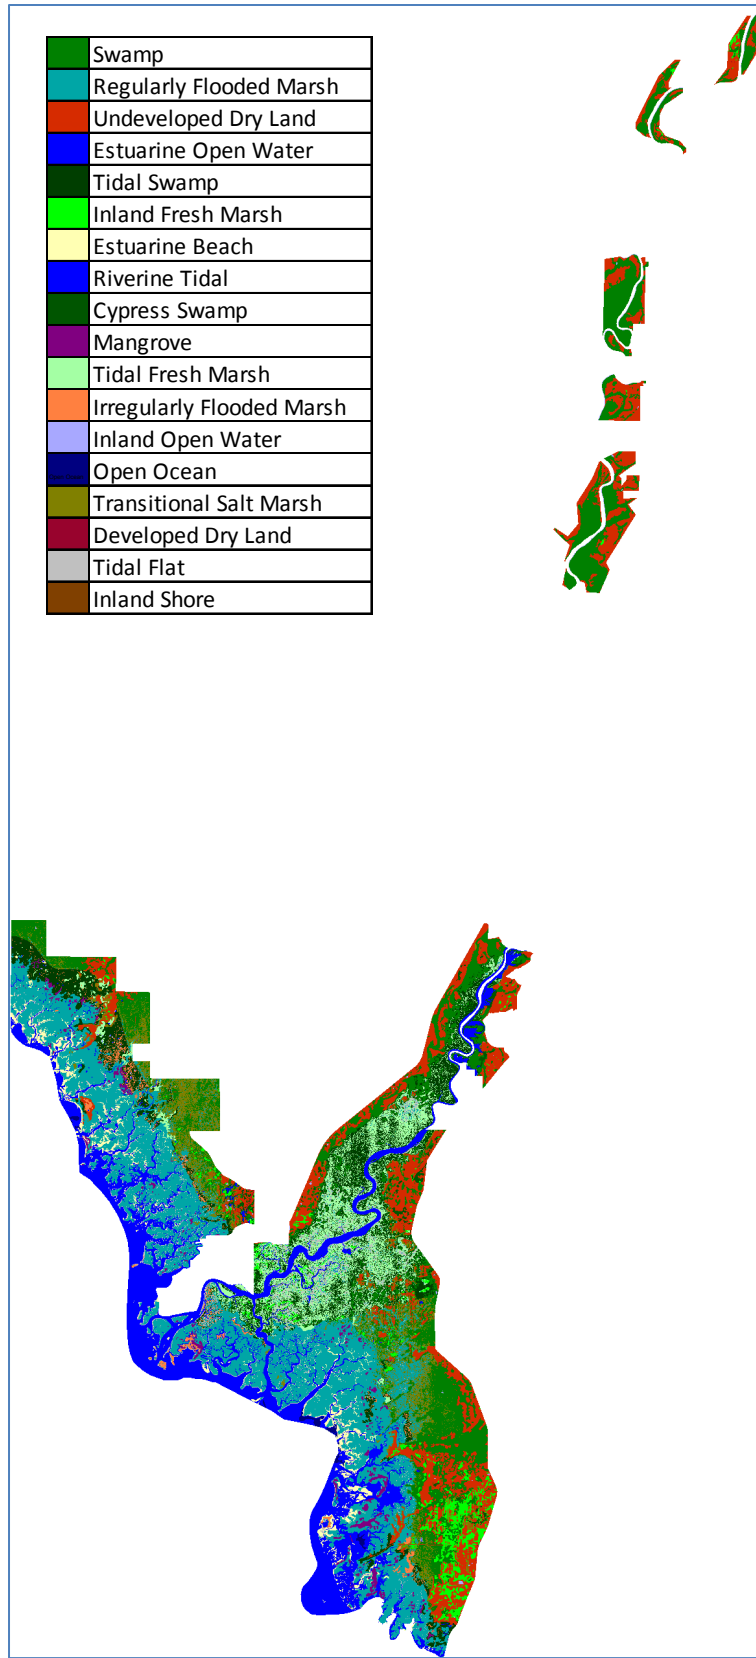 Swamp
Regularly Flooded Marsh
Undeveloped Dry Land
Estuarine Open Water
Tidal Swamp
Inland Fresh Marsh
Estuarine Beach
Riverine Tidal
Cypress Swamp
Mangrove
Tidal Fresh Marsh
Irregularly Flooded Marsh
Inland Open Water
Open Ocean
Transitional Salt Marsh
Developed Dry Land
Tidal Flat
Inland Shore